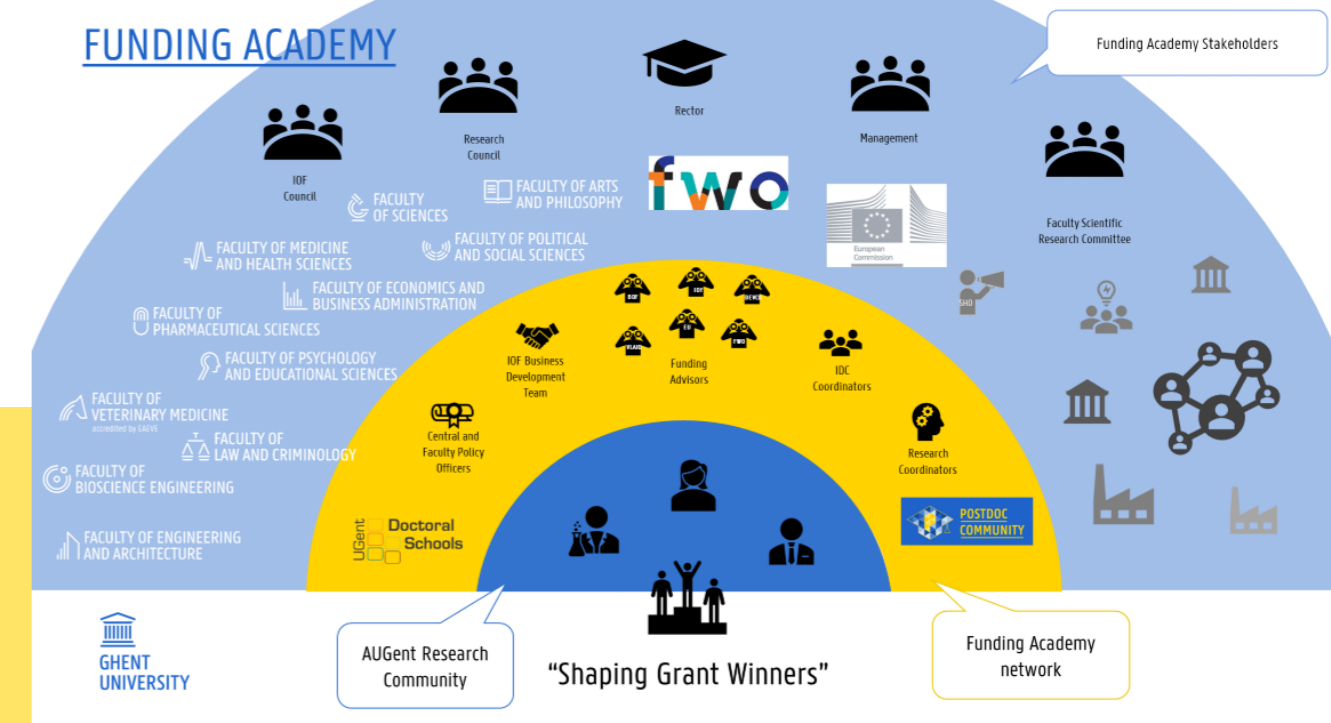 FUNDING ACADEMY
Funding Academy Stakeholders
Rector
Management
Research
Council
IOF
Council
Faculty Scientific
Research Committee
fwo
European
Commission
FACULTY
OF SCIENCES
FACULTY OF ARTS
AND PHILOSOPHY
FACULTY OF MEDICINE
AND HEALTH SCIENCES
FACULTY OF POLITICAL
AND SOCIAL SCIENCES
FACULTY OF ECONOMICS AND
BUSINESS ADMINISTRATION
FACULTY OF
PHARMACEUTICAL SCIENCES
FACULTY OF PSYCHOLOGY
AND EDUCATIONAL SCIENCES
FACULTY OF
VETERINARY MEDICINE
accredited by EAEVE
FACULTY OF
LAW AND CRIMINOLOGY
FACULTY OF
BIOSCIENCE ENGINEERING
FACULTY OF ENGINEERING
AND ARCHITECTURE
SHO
BOF
IOF
VLAIO
EU
FWO
Funding
Advisors
IOF Business
Development
Team
IDC
Coordinators
Central and
Faculty Policy
Officers
Research
Coordinators
UGent
Doctoral
Schools
POSTDOC
COMMUNITY
GHENT
UNIVERSITY
AUGent Research
Community
“Shaping Grant Winners”
Funding Academy
network